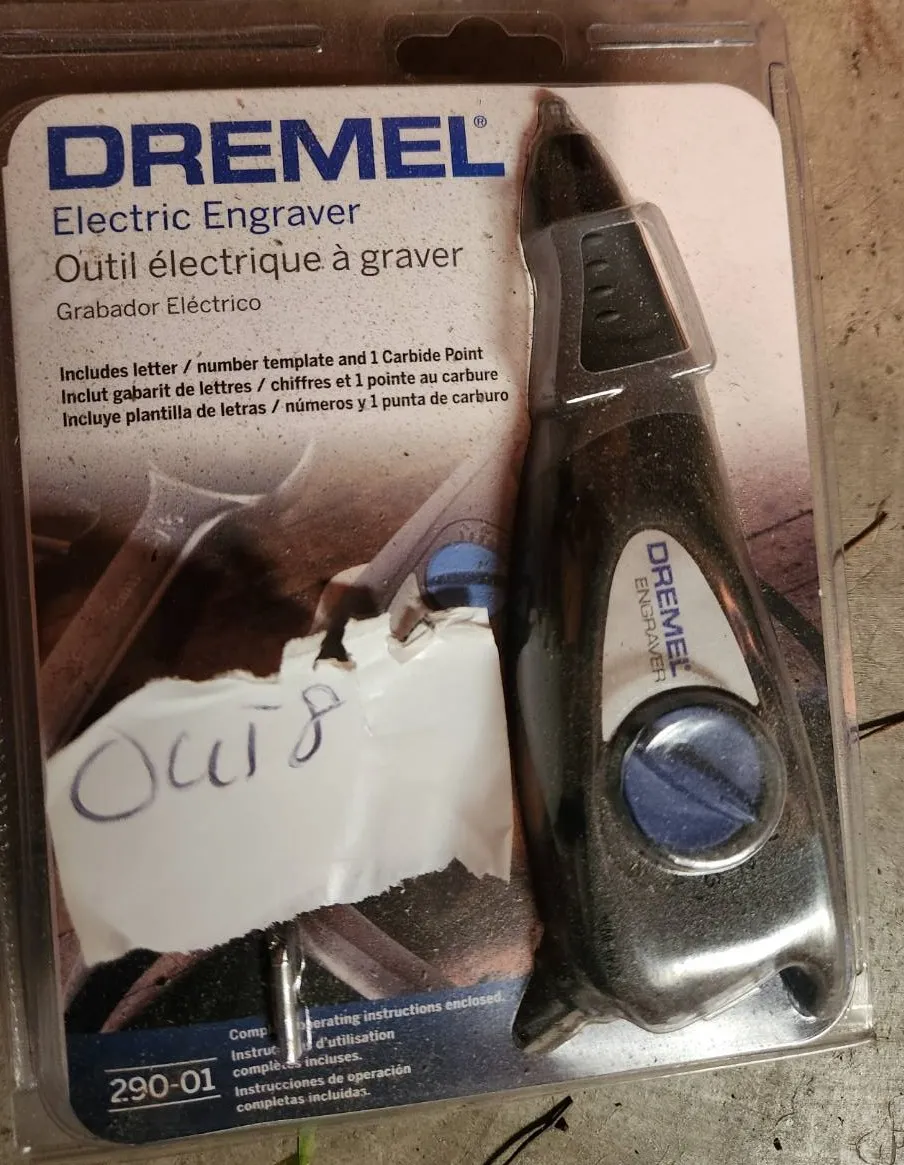 DREMEL®
Electric Engraver
Outil électrique à graver
Grabador Eléctrico
Includes letter / number template and 1 Carbide Point
Inclut gabarit de lettres / chiffres et 1 pointe au carbure
Incluye plantilla de letras / números y 1 punta de carburo
DREMEL®
ENGRAVER
OUT 8
290-01
operating instructions enclosed.
d'utilisation
complètes incluses.
Instrucciones de operación
completas incluidas.